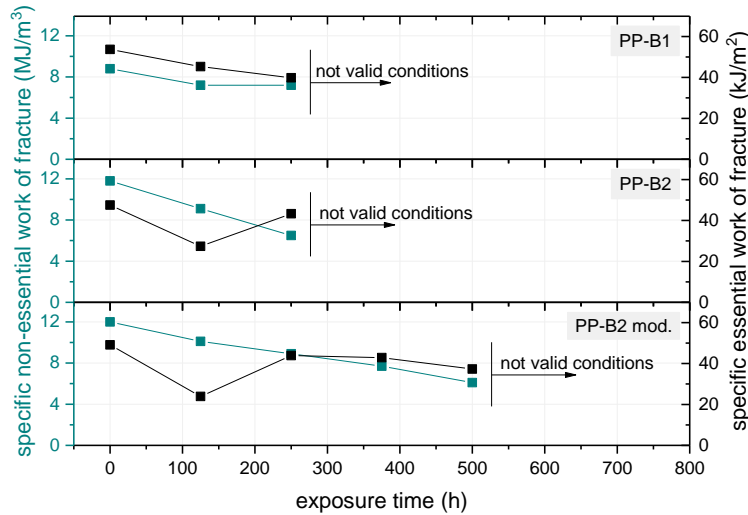 specific non-essential work of fracture (MJ/m³)
specific essential work of fracture (kJ/m²)
12
8
4
0
60
40
20
0
PP-B1
not valid conditions
12
8
4
0
60
40
20
0
PP-B2
not valid conditions
12
8
4
0
60
40
20
0
PP-B2 mod.
not valid conditions
0 100 200 300 400 500 600 700 800
exposure time (h)